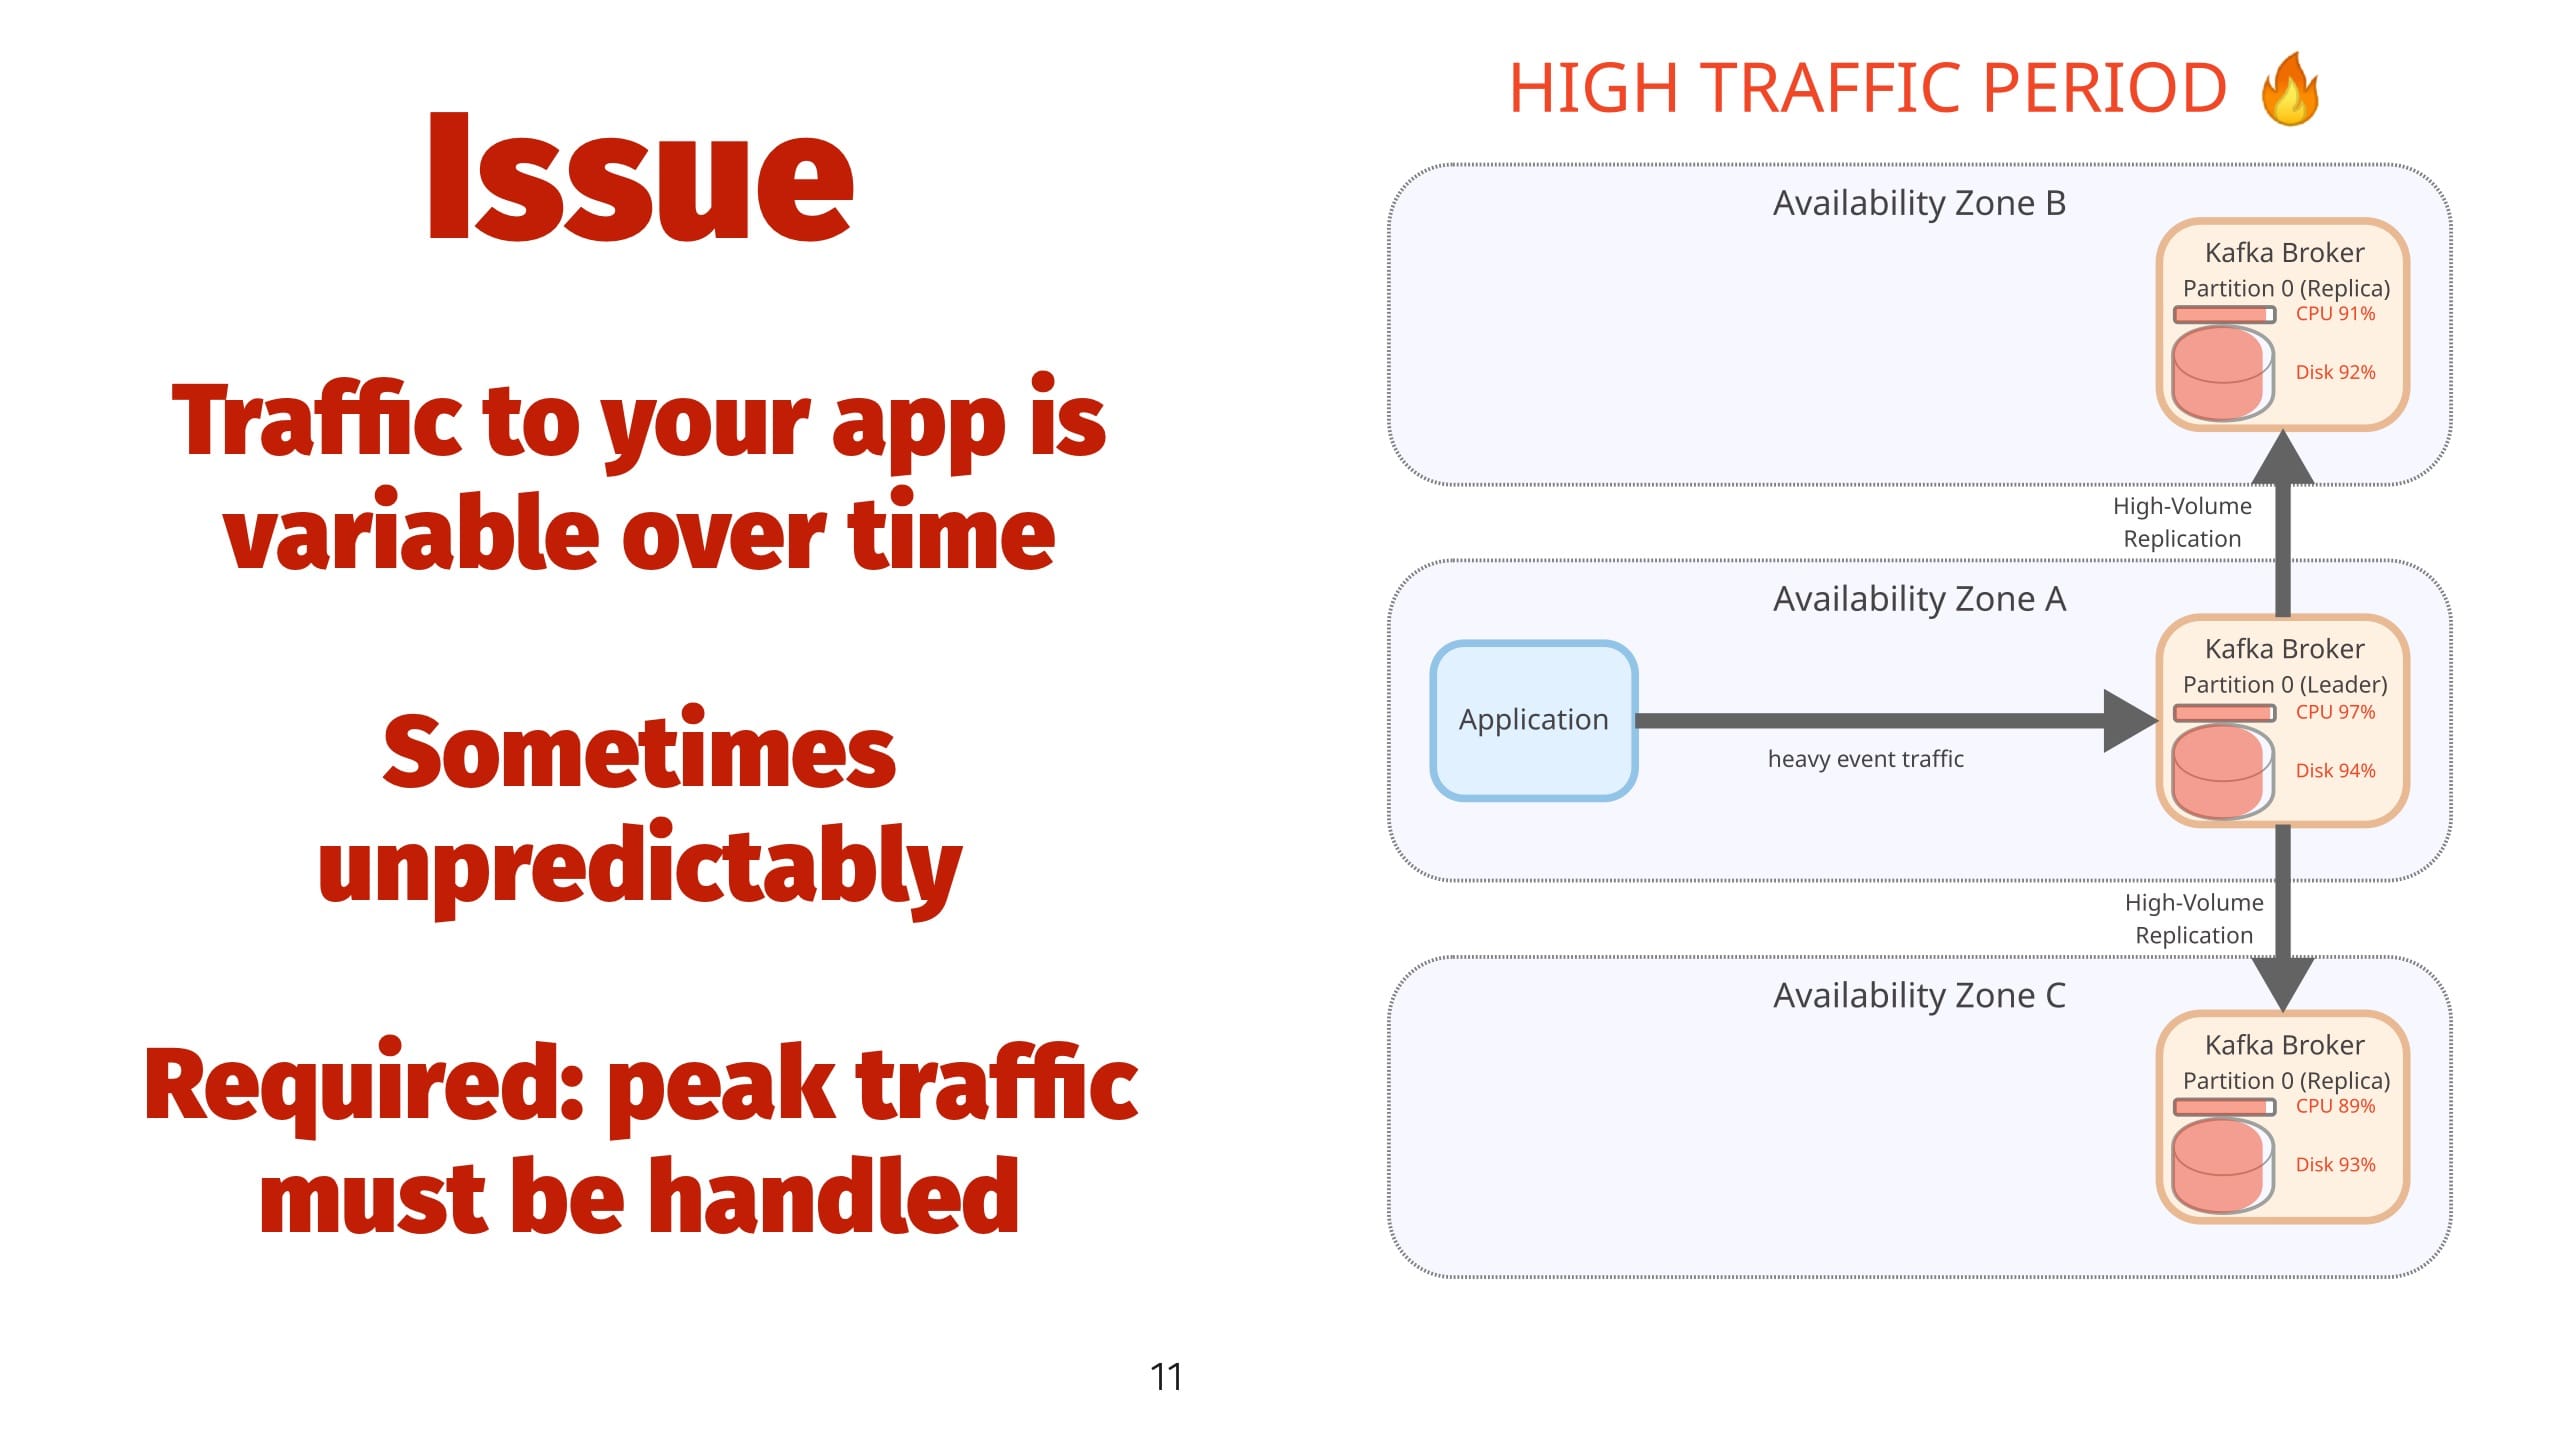 Issue
Traffic to your app is
variable over time
Sometimes
unpredictably
Required: peak traffic
must be handled
HIGH TRAFFIC PERIOD 🔥
Availability Zone B
Kafka Broker
Partition 0 (Replica)
CPU 91%
Disk 92%
High-Volume
Replication
Availability Zone A
Application
heavy event traffic
Kafka Broker
Partition 0 (Leader)
CPU 97%
Disk 94%
High-Volume
Replication
Availability Zone C
Kafka Broker
Partition 0 (Replica)
CPU 89%
Disk 93%
11